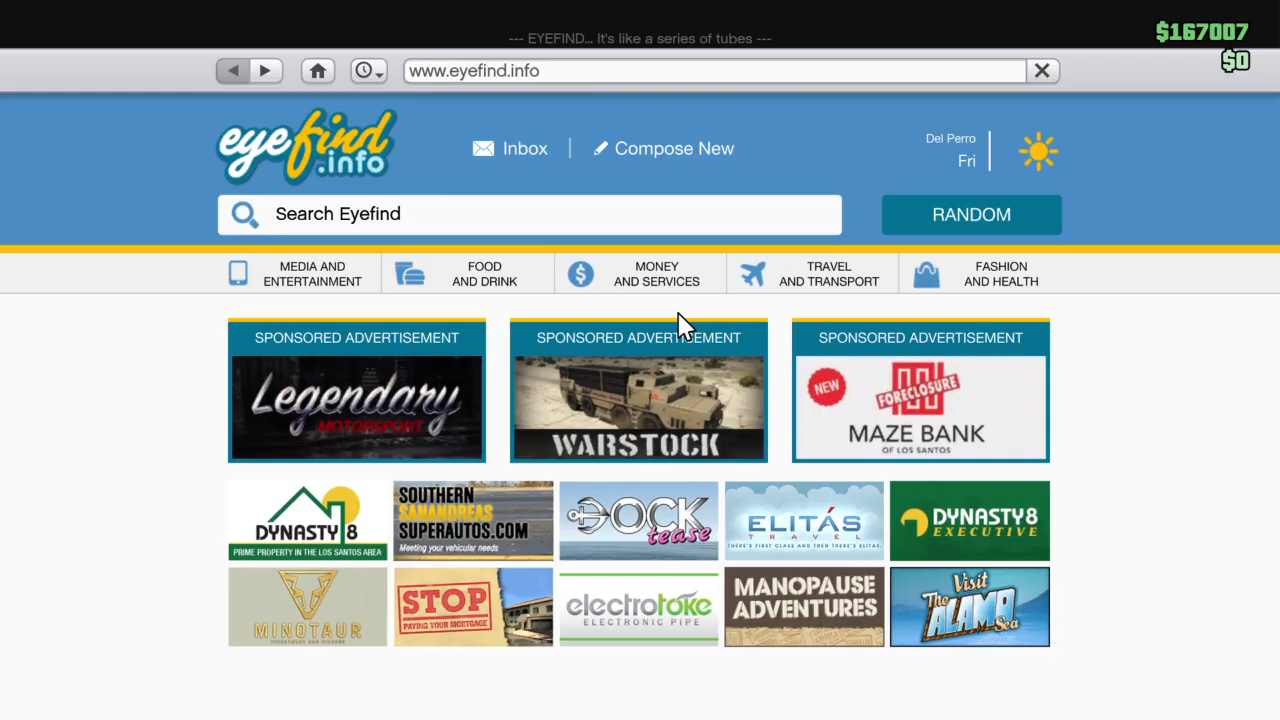 --- EYEFIND... It's like a series of tubes ---
$167007
$0
www.eyefind.info
eyefind
.info
Inbox
Compose New
Del Perro
Fri
Search Eyefind
RANDOM
MEDIA AND
ENTERTAINMENT
FOOD
AND DRINK
MONEY
AND SERVICES
TRAVEL
AND TRANSPORT
FASHION
AND HEALTH
SPONSORED ADVERTISEMENT
Legendary
MOTORSPORT
SPONSORED ADVERTISEMENT
WARSTOCK
SPONSORED ADVERTISEMENT
NEW
FORECLOSURE
MAZE BANK
OF LOS SANTOS
DYNASTY 8
PRIME PROPERTY IN THE LOS SANTOS AREA
SOUTHERN
SANANDREAS
SUPERAUTOS.COM
Meeting your vehicular needs
DOCK
tease
ELITÁS
TRAVEL
THERE'S FIRST CLASS AND THEN THERE'S ELITAS.
DYNASTY 8
EXECUTIVE
MINOTAUR
STOP
PAYING YOUR MORTGAGE
electrotoke
ELECTRONIC PIPE
MANOPAUSE
ADVENTURES
Visit
The
ALAMO
Sea